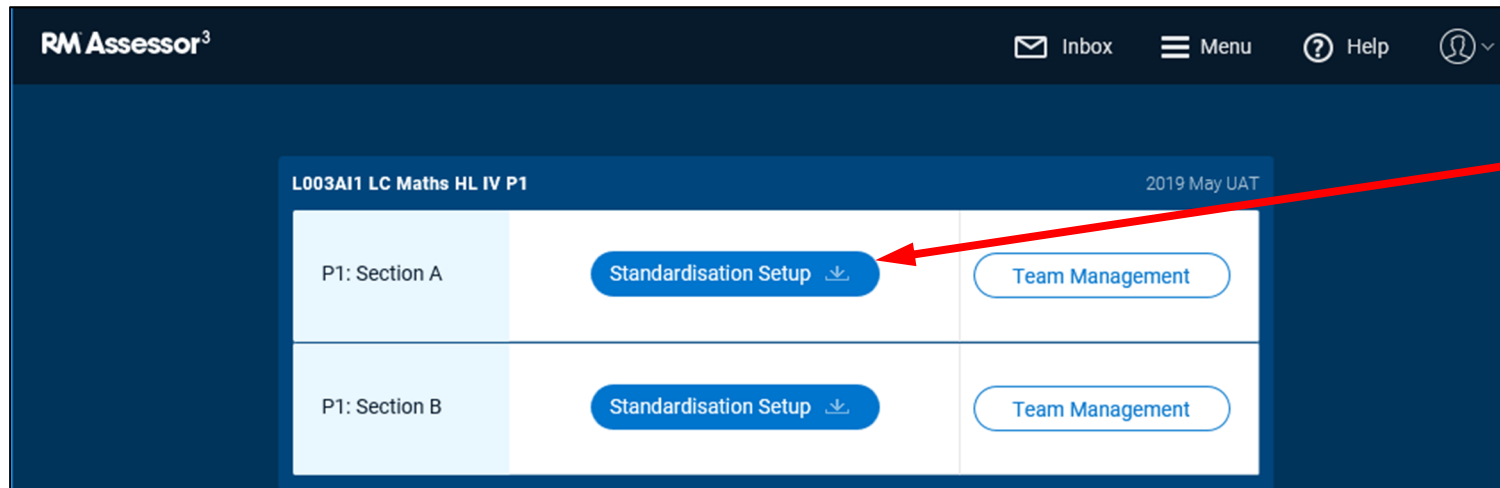 RM Assessor³ Inbox Menu Help
L003AI1 LC Maths HL IV P1 2019 May UAT
P1: Section A Standardisation Setup Team Management
P1: Section B Standardisation Setup Team Management